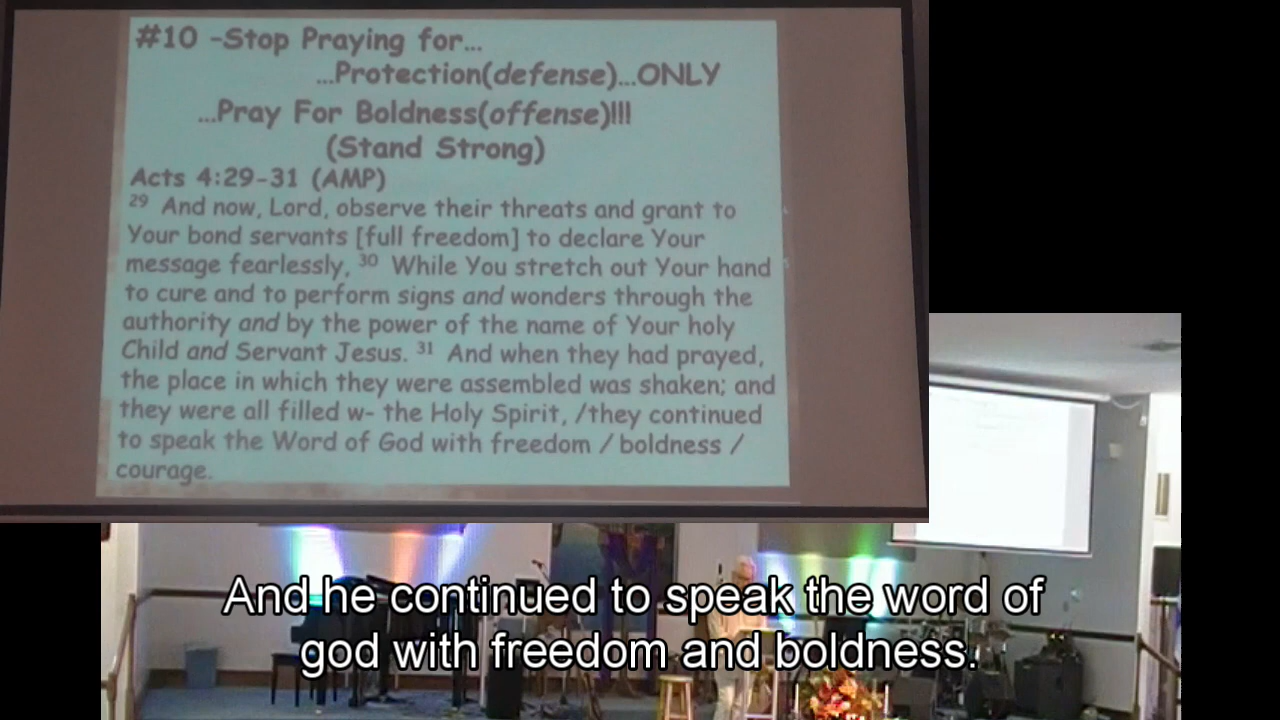 #10 -Stop Praying for...
...Protection(defense)...ONLY
...Pray For Boldness(offense)!!!
(Stand Strong)
Acts 4:29-31 (AMP)
29 And now, Lord, observe their threats and grant to
Your bond servants [full freedom] to declare Your
message fearlessly, 30 While You stretch out Your hand
to cure and to perform signs and wonders through the
authority and by the power of the name of Your holy
Child and Servant Jesus. 31 And when they had prayed,
the place in which they were assembled was shaken; and
they were all filled w- the Holy Spirit, /they continued
to speak the Word of God with freedom / boldness /
courage.
And he continued to speak the word of
god with freedom and boldness.